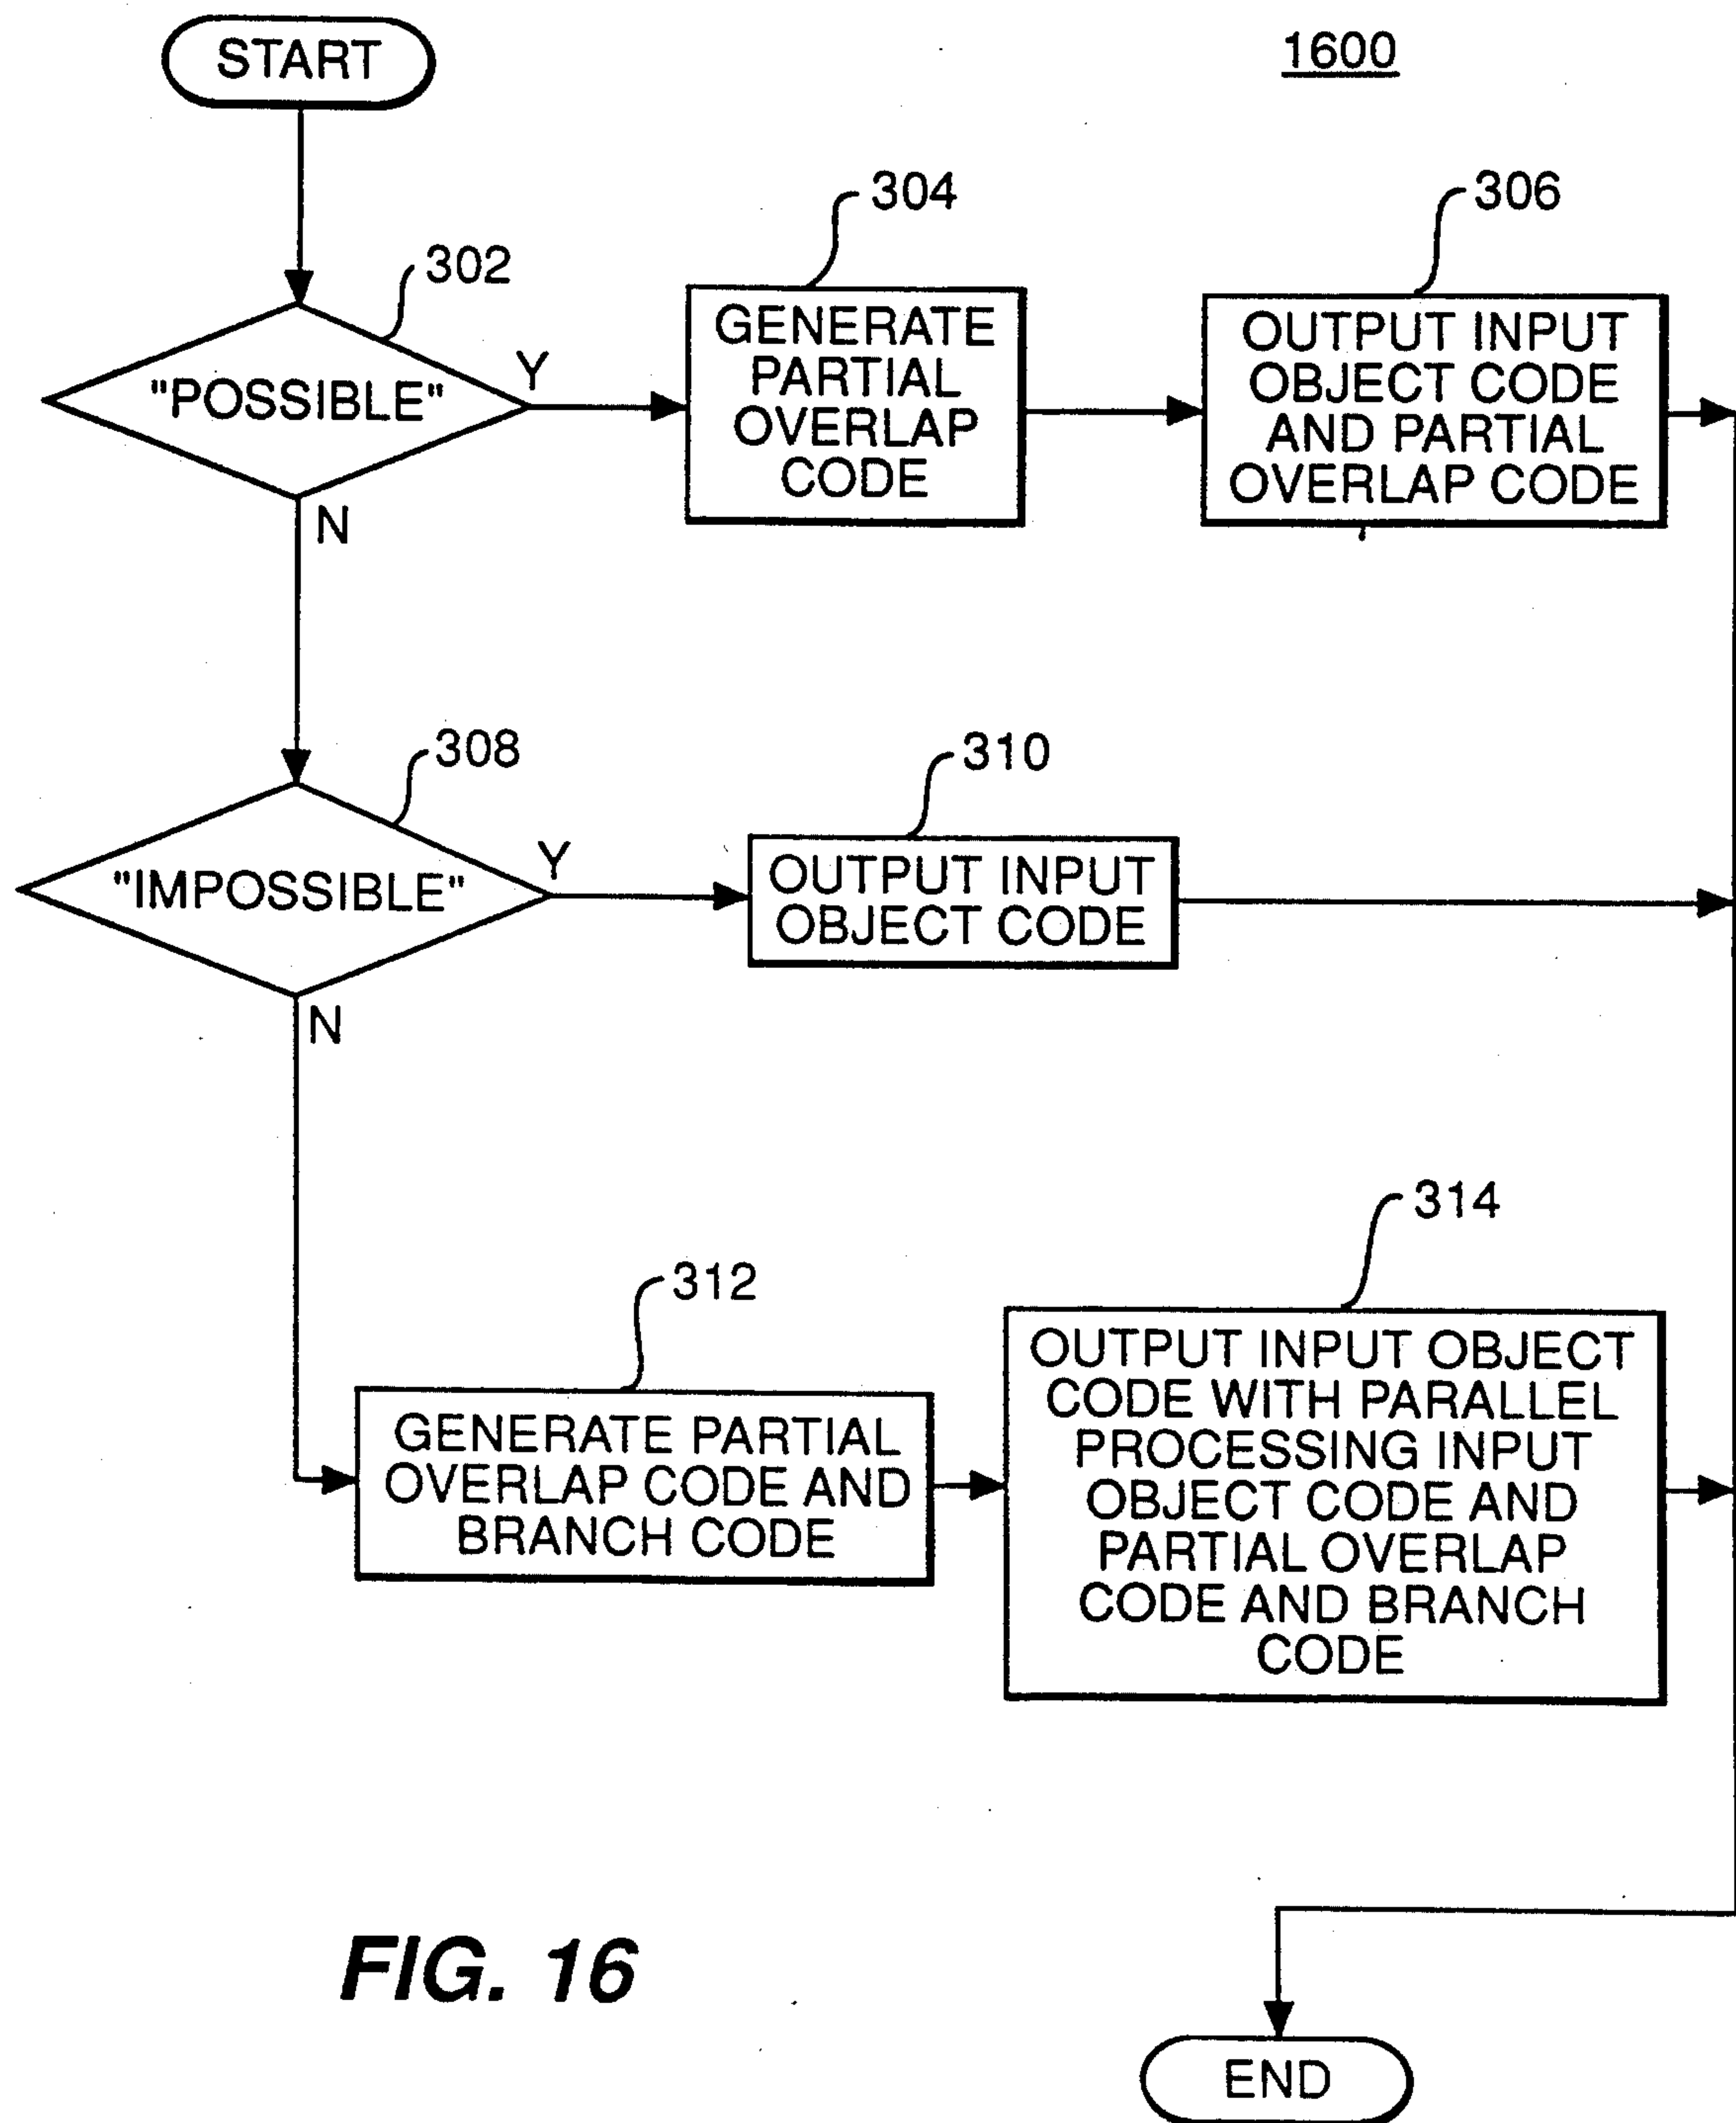 START
1600
302
"POSSIBLE"
Y
N
304
GENERATE
PARTIAL
OVERLAP
CODE
306
OUTPUT INPUT
OBJECT CODE
AND PARTIAL
OVERLAP CODE
308
"IMPOSSIBLE"
Y
N
310
OUTPUT INPUT
OBJECT CODE
312
GENERATE PARTIAL
OVERLAP CODE AND
BRANCH CODE
314
OUTPUT INPUT OBJECT
CODE WITH PARALLEL
PROCESSING INPUT
OBJECT CODE AND
PARTIAL OVERLAP
CODE AND BRANCH
CODE
FIG. 16
END